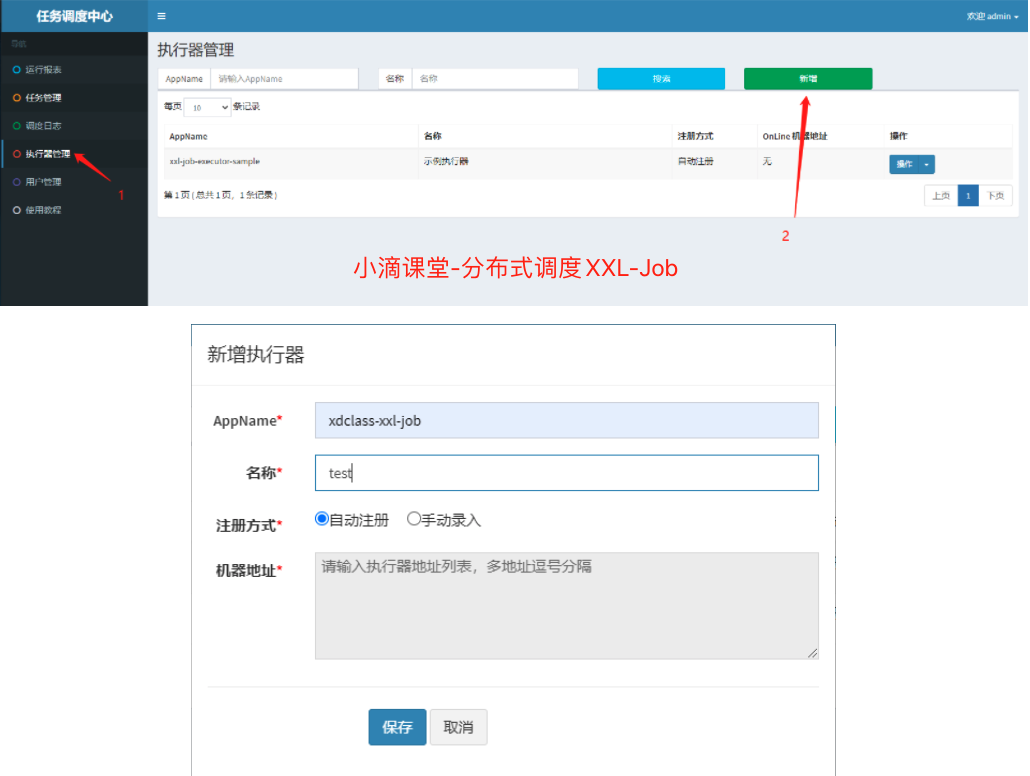 任务调度中心
欢迎 admin
导航
运行报表
任务管理
调度日志
执行器管理
用户管理
使用教程
1
执行器管理
AppName 请输入AppName 名称 名称 搜索 新增
每页 10 条记录
AppName 名称 注册方式 OnLine 机器地址 操作
xxl-job-executor-sample 示例执行器 自动注册 无 操作
第 1 页 ( 总共 1 页，1 条记录 ) 上页 1 下页
2
小滴课堂-分布式调度XXL-Job
新增执行器
AppName* xdclass-xxl-job
名称* test
注册方式* 自动注册 手动录入
机器地址* 请输入执行器地址列表，多地址逗号分隔
保存 取消